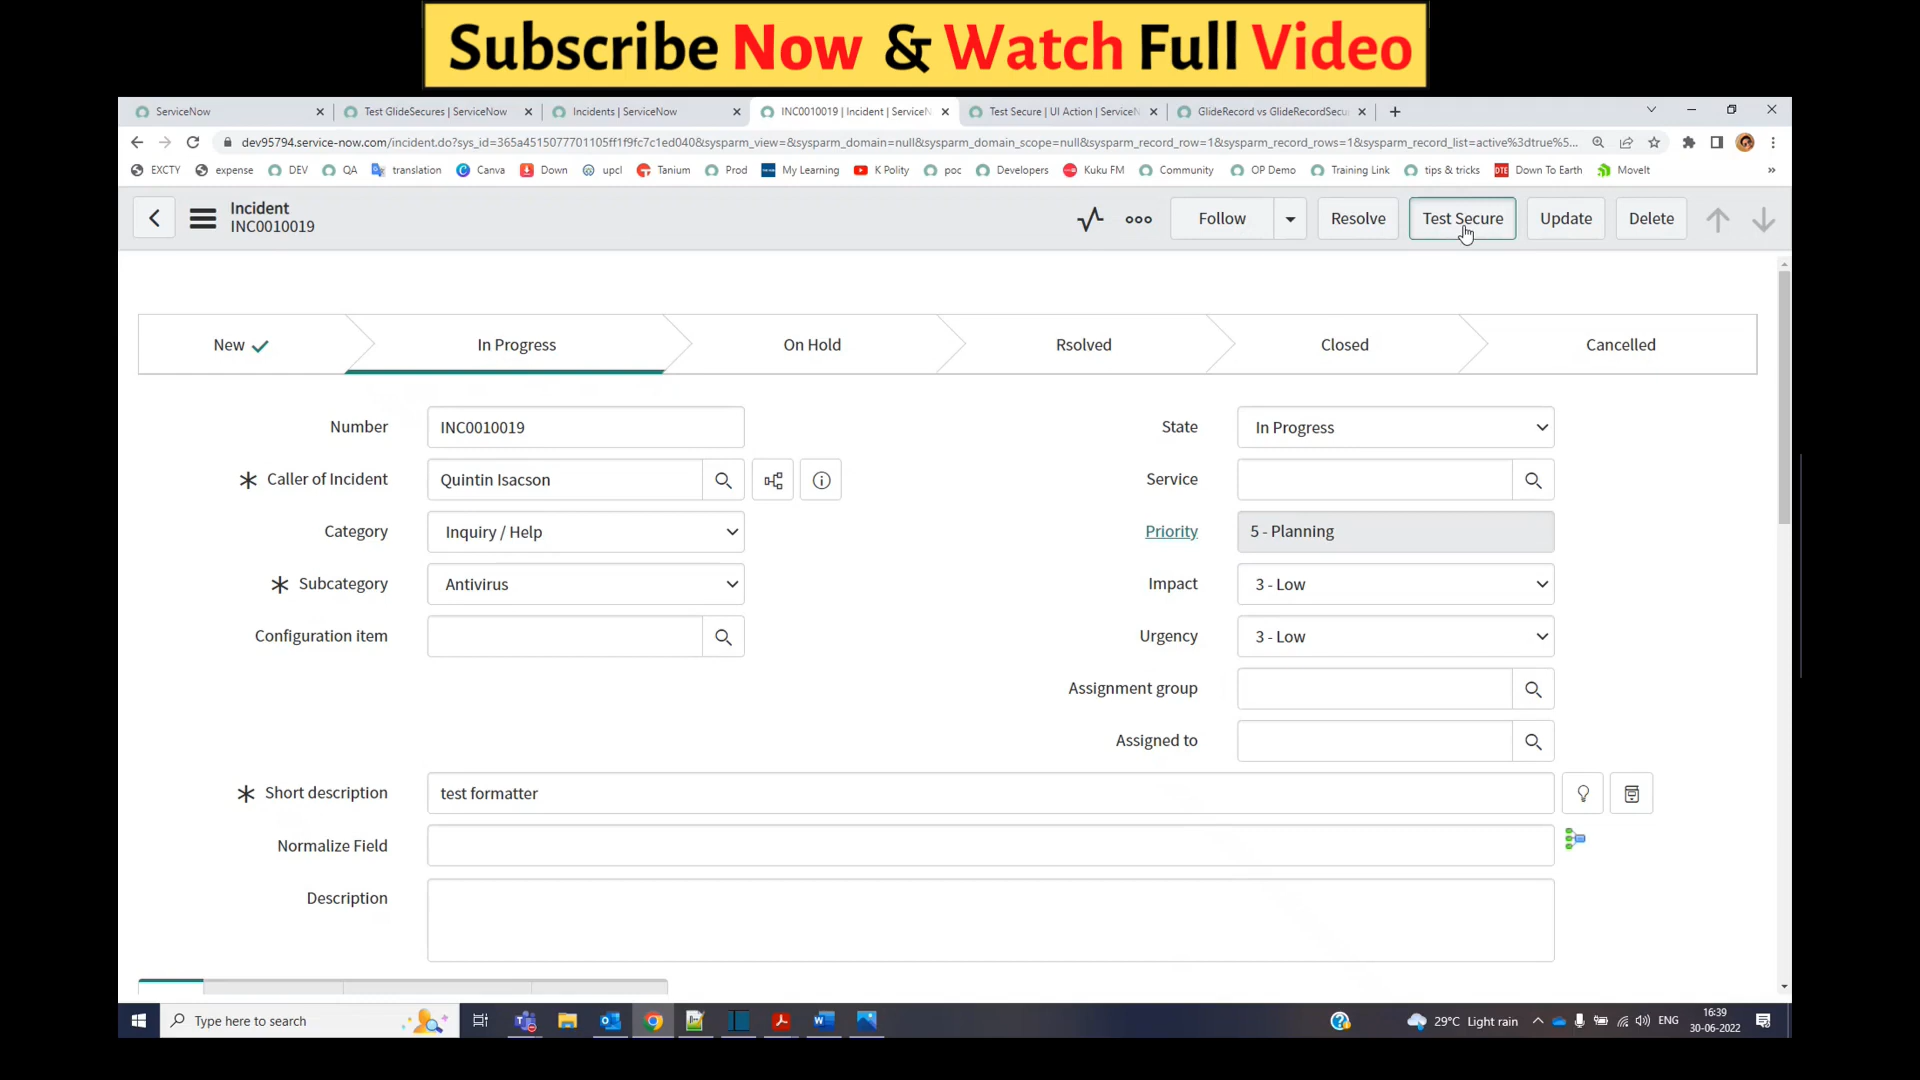 Subscribe Now & Watch Full Video
ServiceNow
Test GlideSecures | ServiceNow
Incidents | ServiceNow
INC0010019 | Incident | ServiceN
Test Secure | UI Action | ServiceN
GlideRecord vs GlideRecordSecu
dev95794.service-now.com/incident.do?sys_id=365a4515077701105ff1f9fc7c1ed040&sysparm_view=&sysparm_domain=null&sysparm_domain_scope=null&sysparm_record_row=1&sysparm_record_rows=1&sysparm_record_list=active%3dtrue%5...
EXCTY
expense
DEV
QA
translation
Canva
Down
upcl
Tanium
Prod
My Learning
K Polity
poc
Developers
Kuku FM
Community
OP Demo
Training Link
tips & tricks
DTE Down To Earth
MoveIt
Incident
INC0010019
Follow
Resolve
Test Secure
Update
Delete
New
In Progress
On Hold
Rsolved
Closed
Cancelled
Number
INC0010019
Caller of Incident
Quintin Isacson
Category
Inquiry / Help
Subcategory
Antivirus
Configuration item
State
In Progress
Service
Priority
5 - Planning
Impact
3 - Low
Urgency
3 - Low
Assignment group
Assigned to
Short description
test formatter
Normalize Field
Description
Type here to search
29°C Light rain
ENG
16:39
30-06-2022